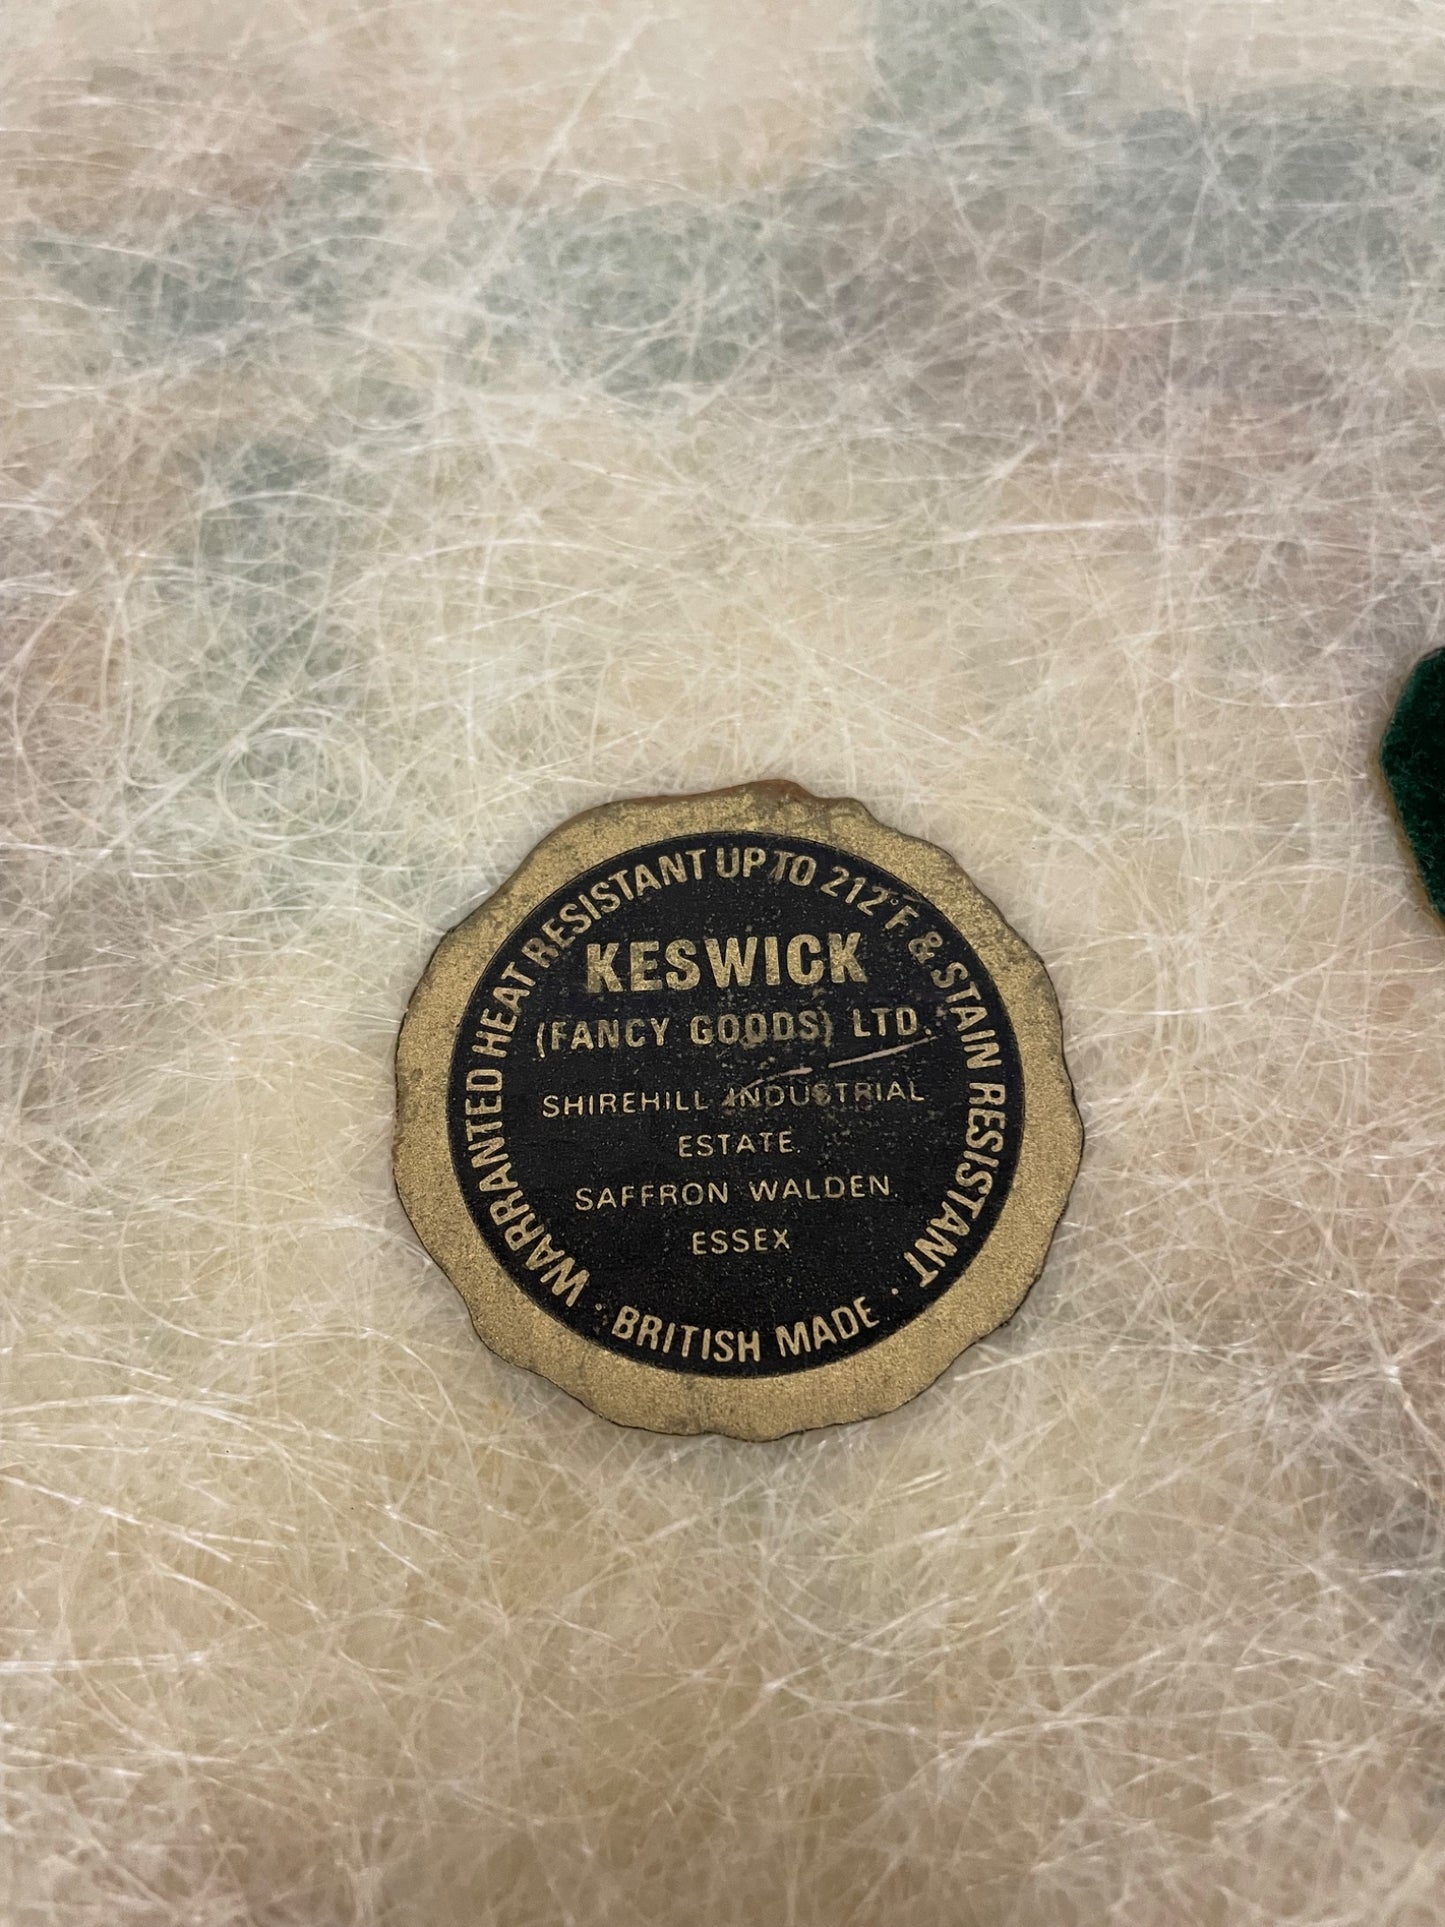 WARRANTED HEAT RESISTANT UP TO 212°F & STAIN RESISTANT
KESWICK
(FANCY GOODS) LTD.
SHIREHILL INDUSTRIAL
ESTATE.
SAFFRON WALDEN.
ESSEX
· BRITISH MADE ·